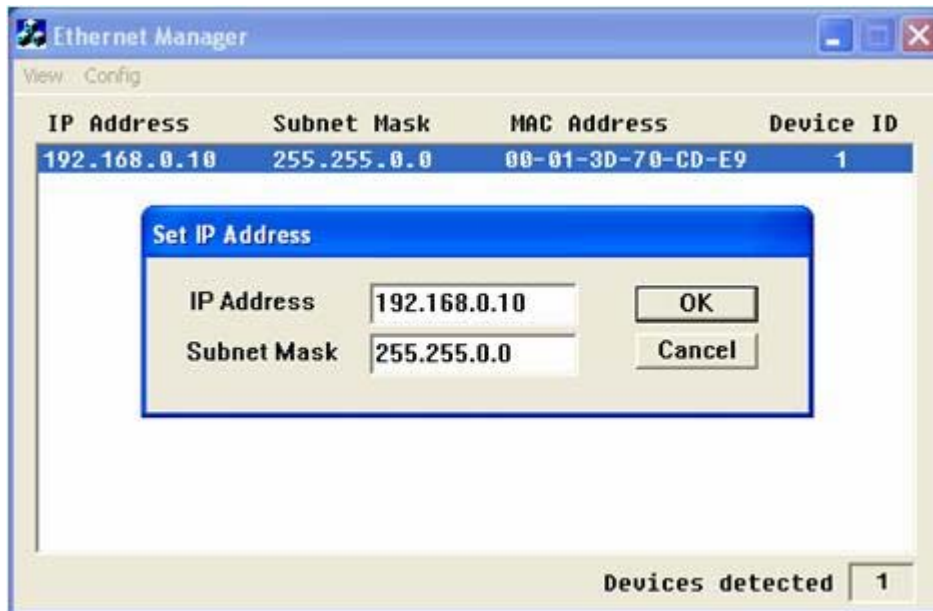 Ethernet Manager
View Config
IP Address Subnet Mask MAC Address Device ID
192.168.0.10 255.255.0.0 00-01-3D-70-CD-E9 1
Set IP Address
IP Address 192.168.0.10 OK
Subnet Mask 255.255.0.0 Cancel
Devices detected 1